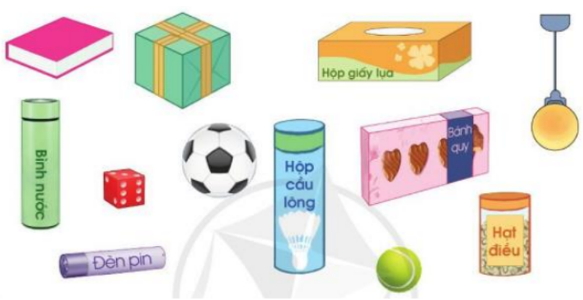 Hộp giấy lụa
Bình nước
Hộp
cầu
lông
Bánh
quy
Hạt
điều
Đèn pin